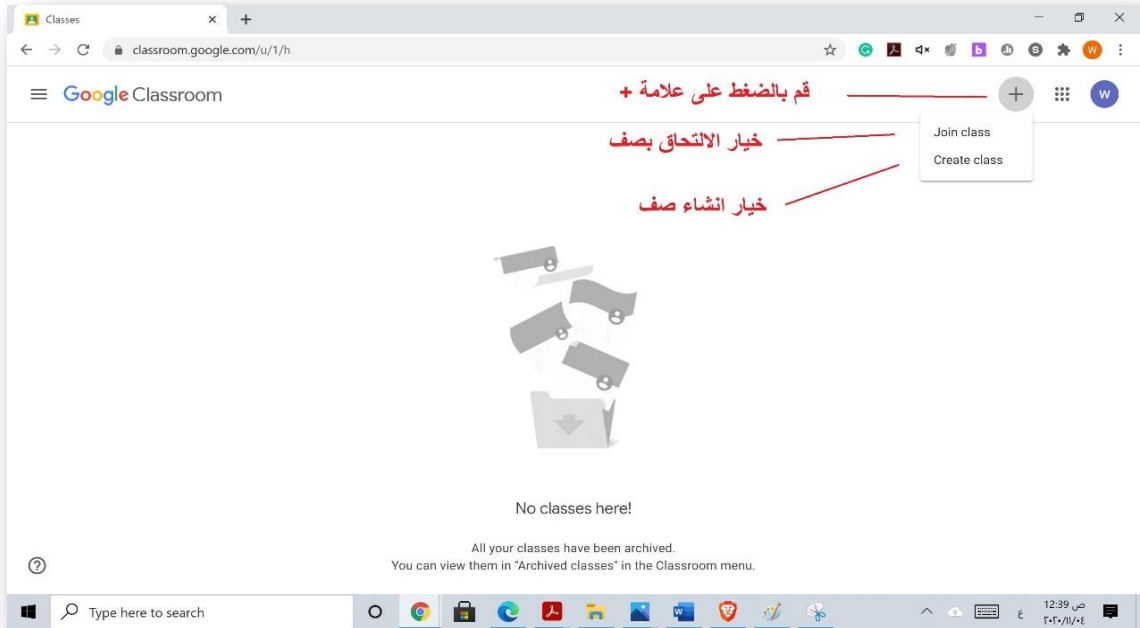 Classes
classroom.google.com/u/1/h
W
Google Classroom
قم بالضغط على علامة +
W
خيار الالتحاق بصف
Join class
Create class
خيار انشاء صف
No classes here!
All your classes have been archived.
You can view them in "Archived classes" in the Classroom menu.
Type here to search
ع
12:39 ص
٢٠٢٠/١١/٠٤